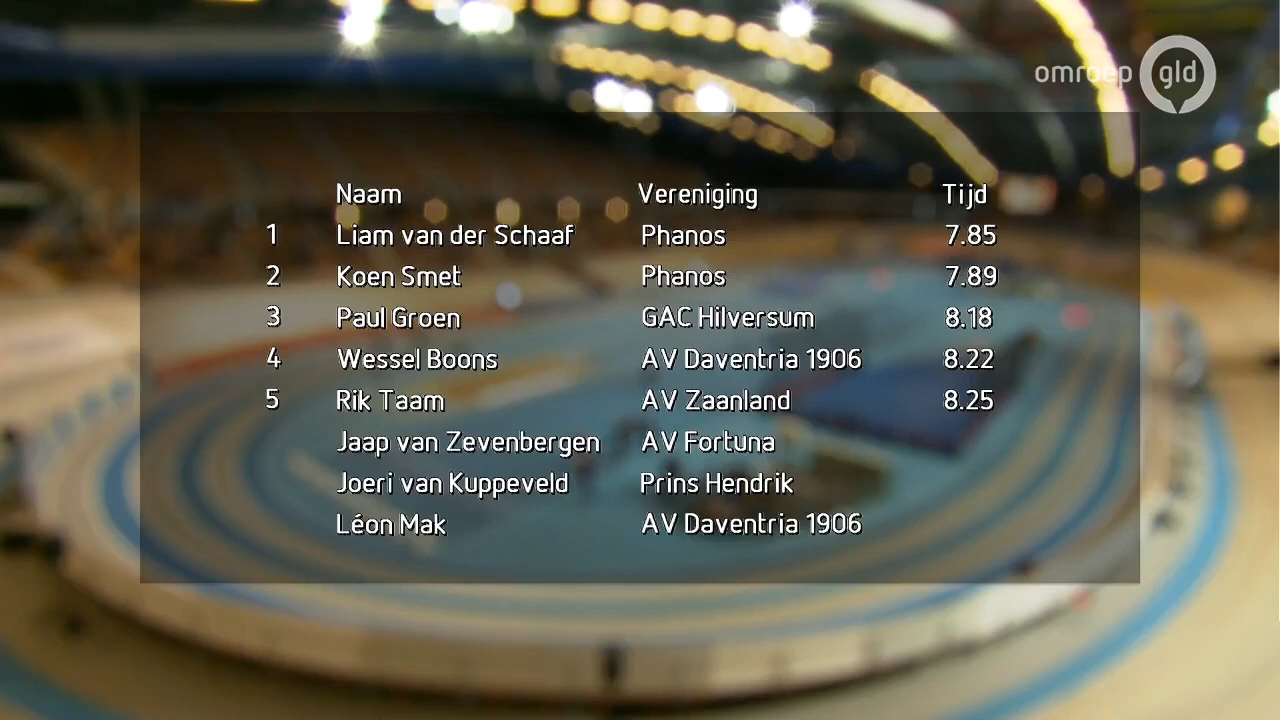 omroep gld
Naam Vereniging Tijd
1 Liam van der Schaaf Phanos 7.85
2 Koen Smet Phanos 7.89
3 Paul Groen GAC Hilversum 8.18
4 Wessel Boons AV Daventria 1906 8.22
5 Rik Taam AV Zaanland 8.25
Jaap van Zevenbergen AV Fortuna
Joeri van Kuppeveld Prins Hendrik
Léon Mak AV Daventria 1906